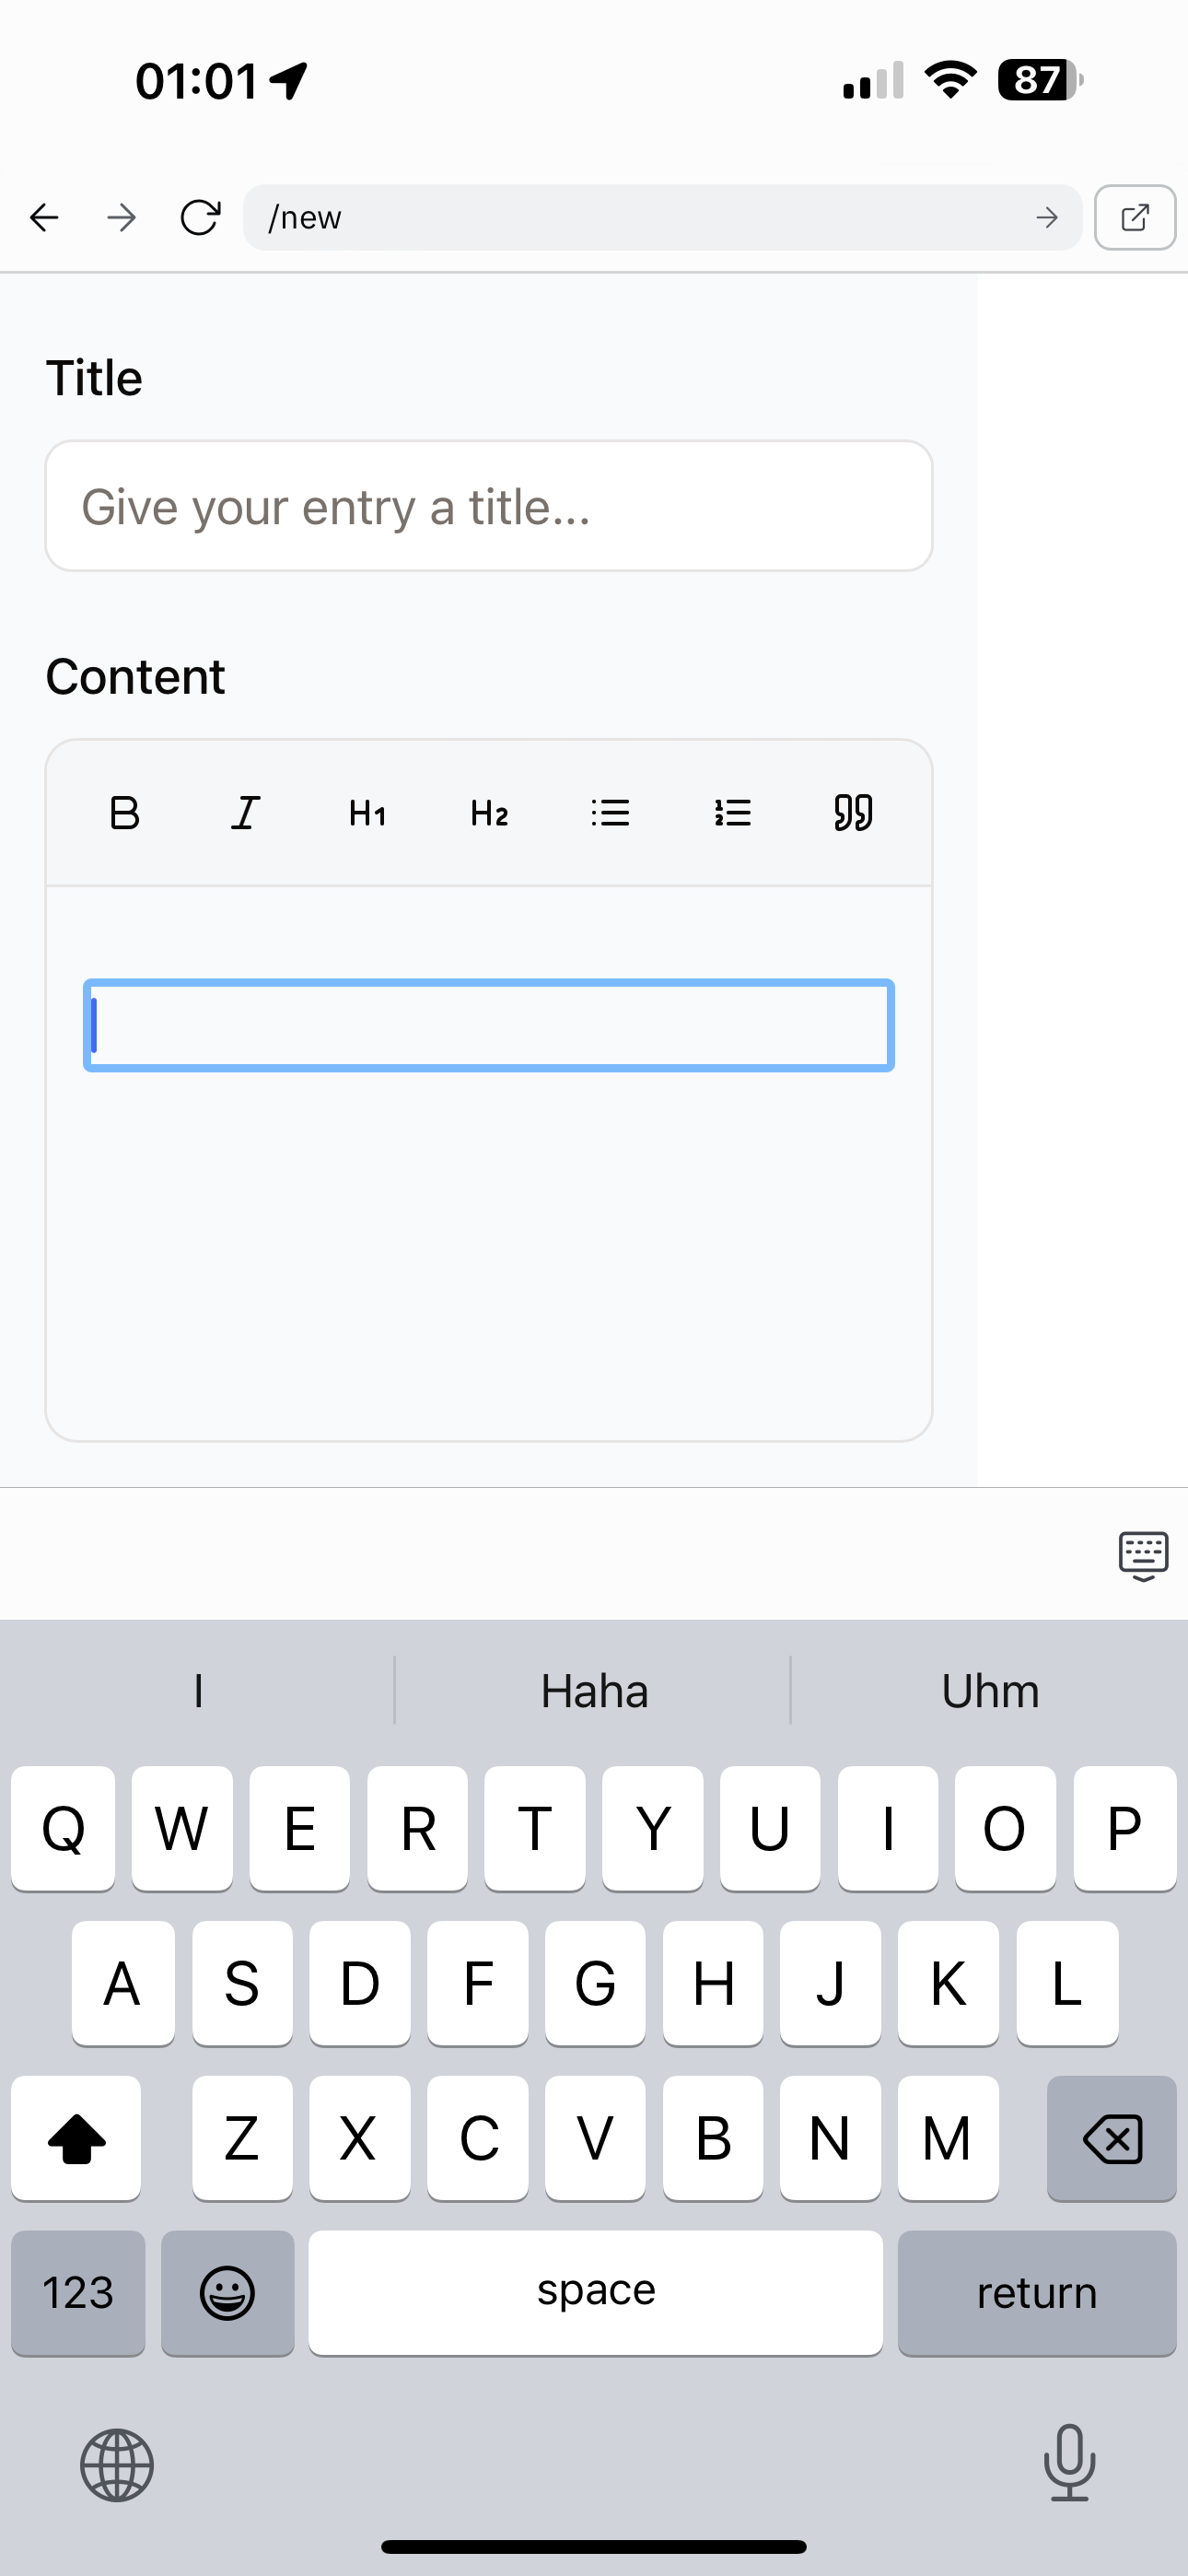 01:01 87
/new
Title
Give your entry a title...
Content
B I H1 H2
I Haha Uhm
Q W E R T Y U I O P
A S D F G H J K L
Z X C V B N M
123 space return